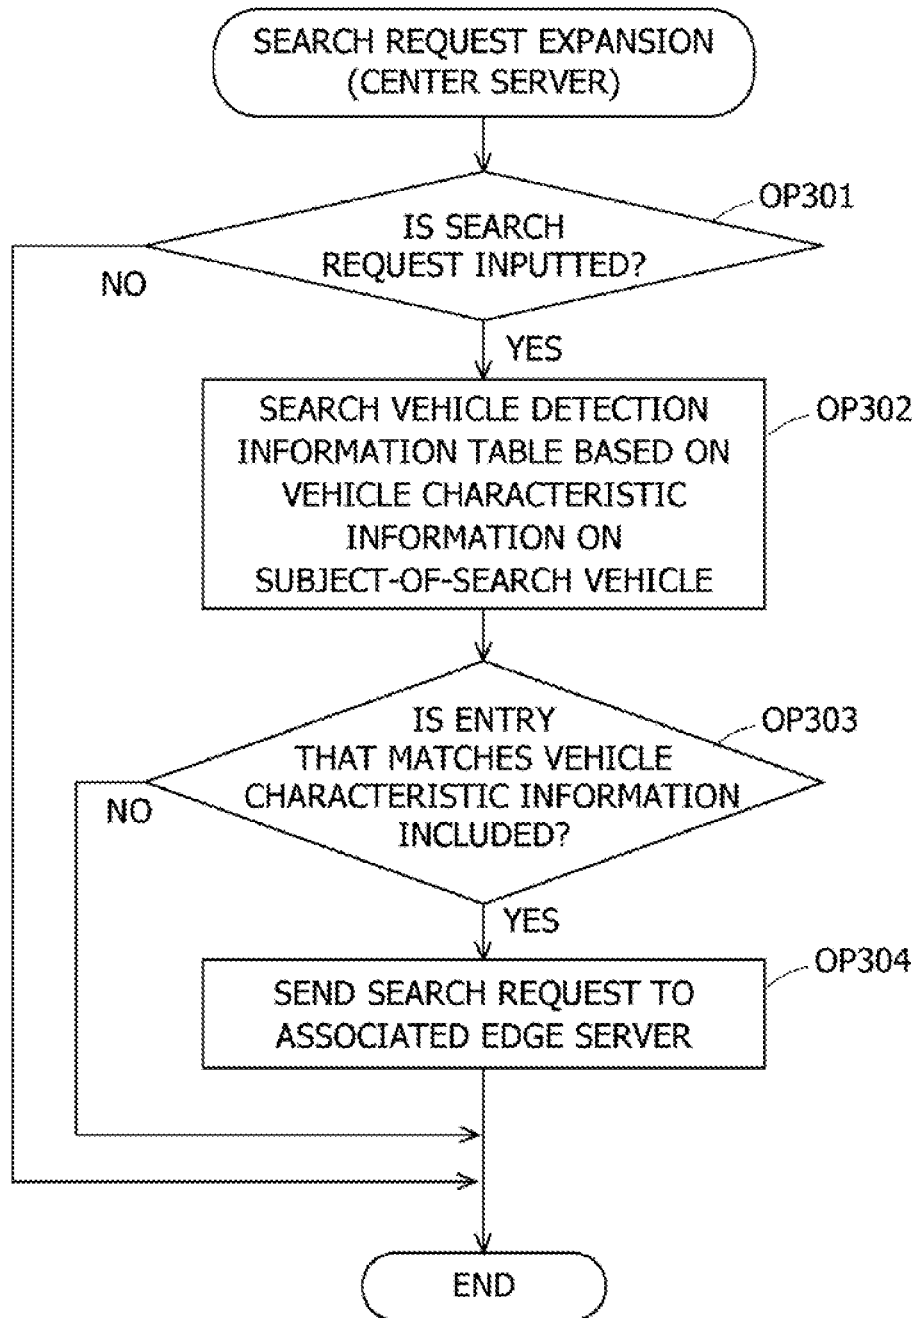 SEARCH REQUEST EXPANSION
(CENTER SERVER)
OP301
IS SEARCH
REQUEST INPUTTED?
NO
YES
OP302
SEARCH VEHICLE DETECTION
INFORMATION TABLE BASED ON
VEHICLE CHARACTERISTIC
INFORMATION ON
SUBJECT-OF-SEARCH VEHICLE
OP303
IS ENTRY
THAT MATCHES VEHICLE
CHARACTERISTIC INFORMATION
INCLUDED?
NO
YES
OP304
SEND SEARCH REQUEST TO
ASSOCIATED EDGE SERVER
END